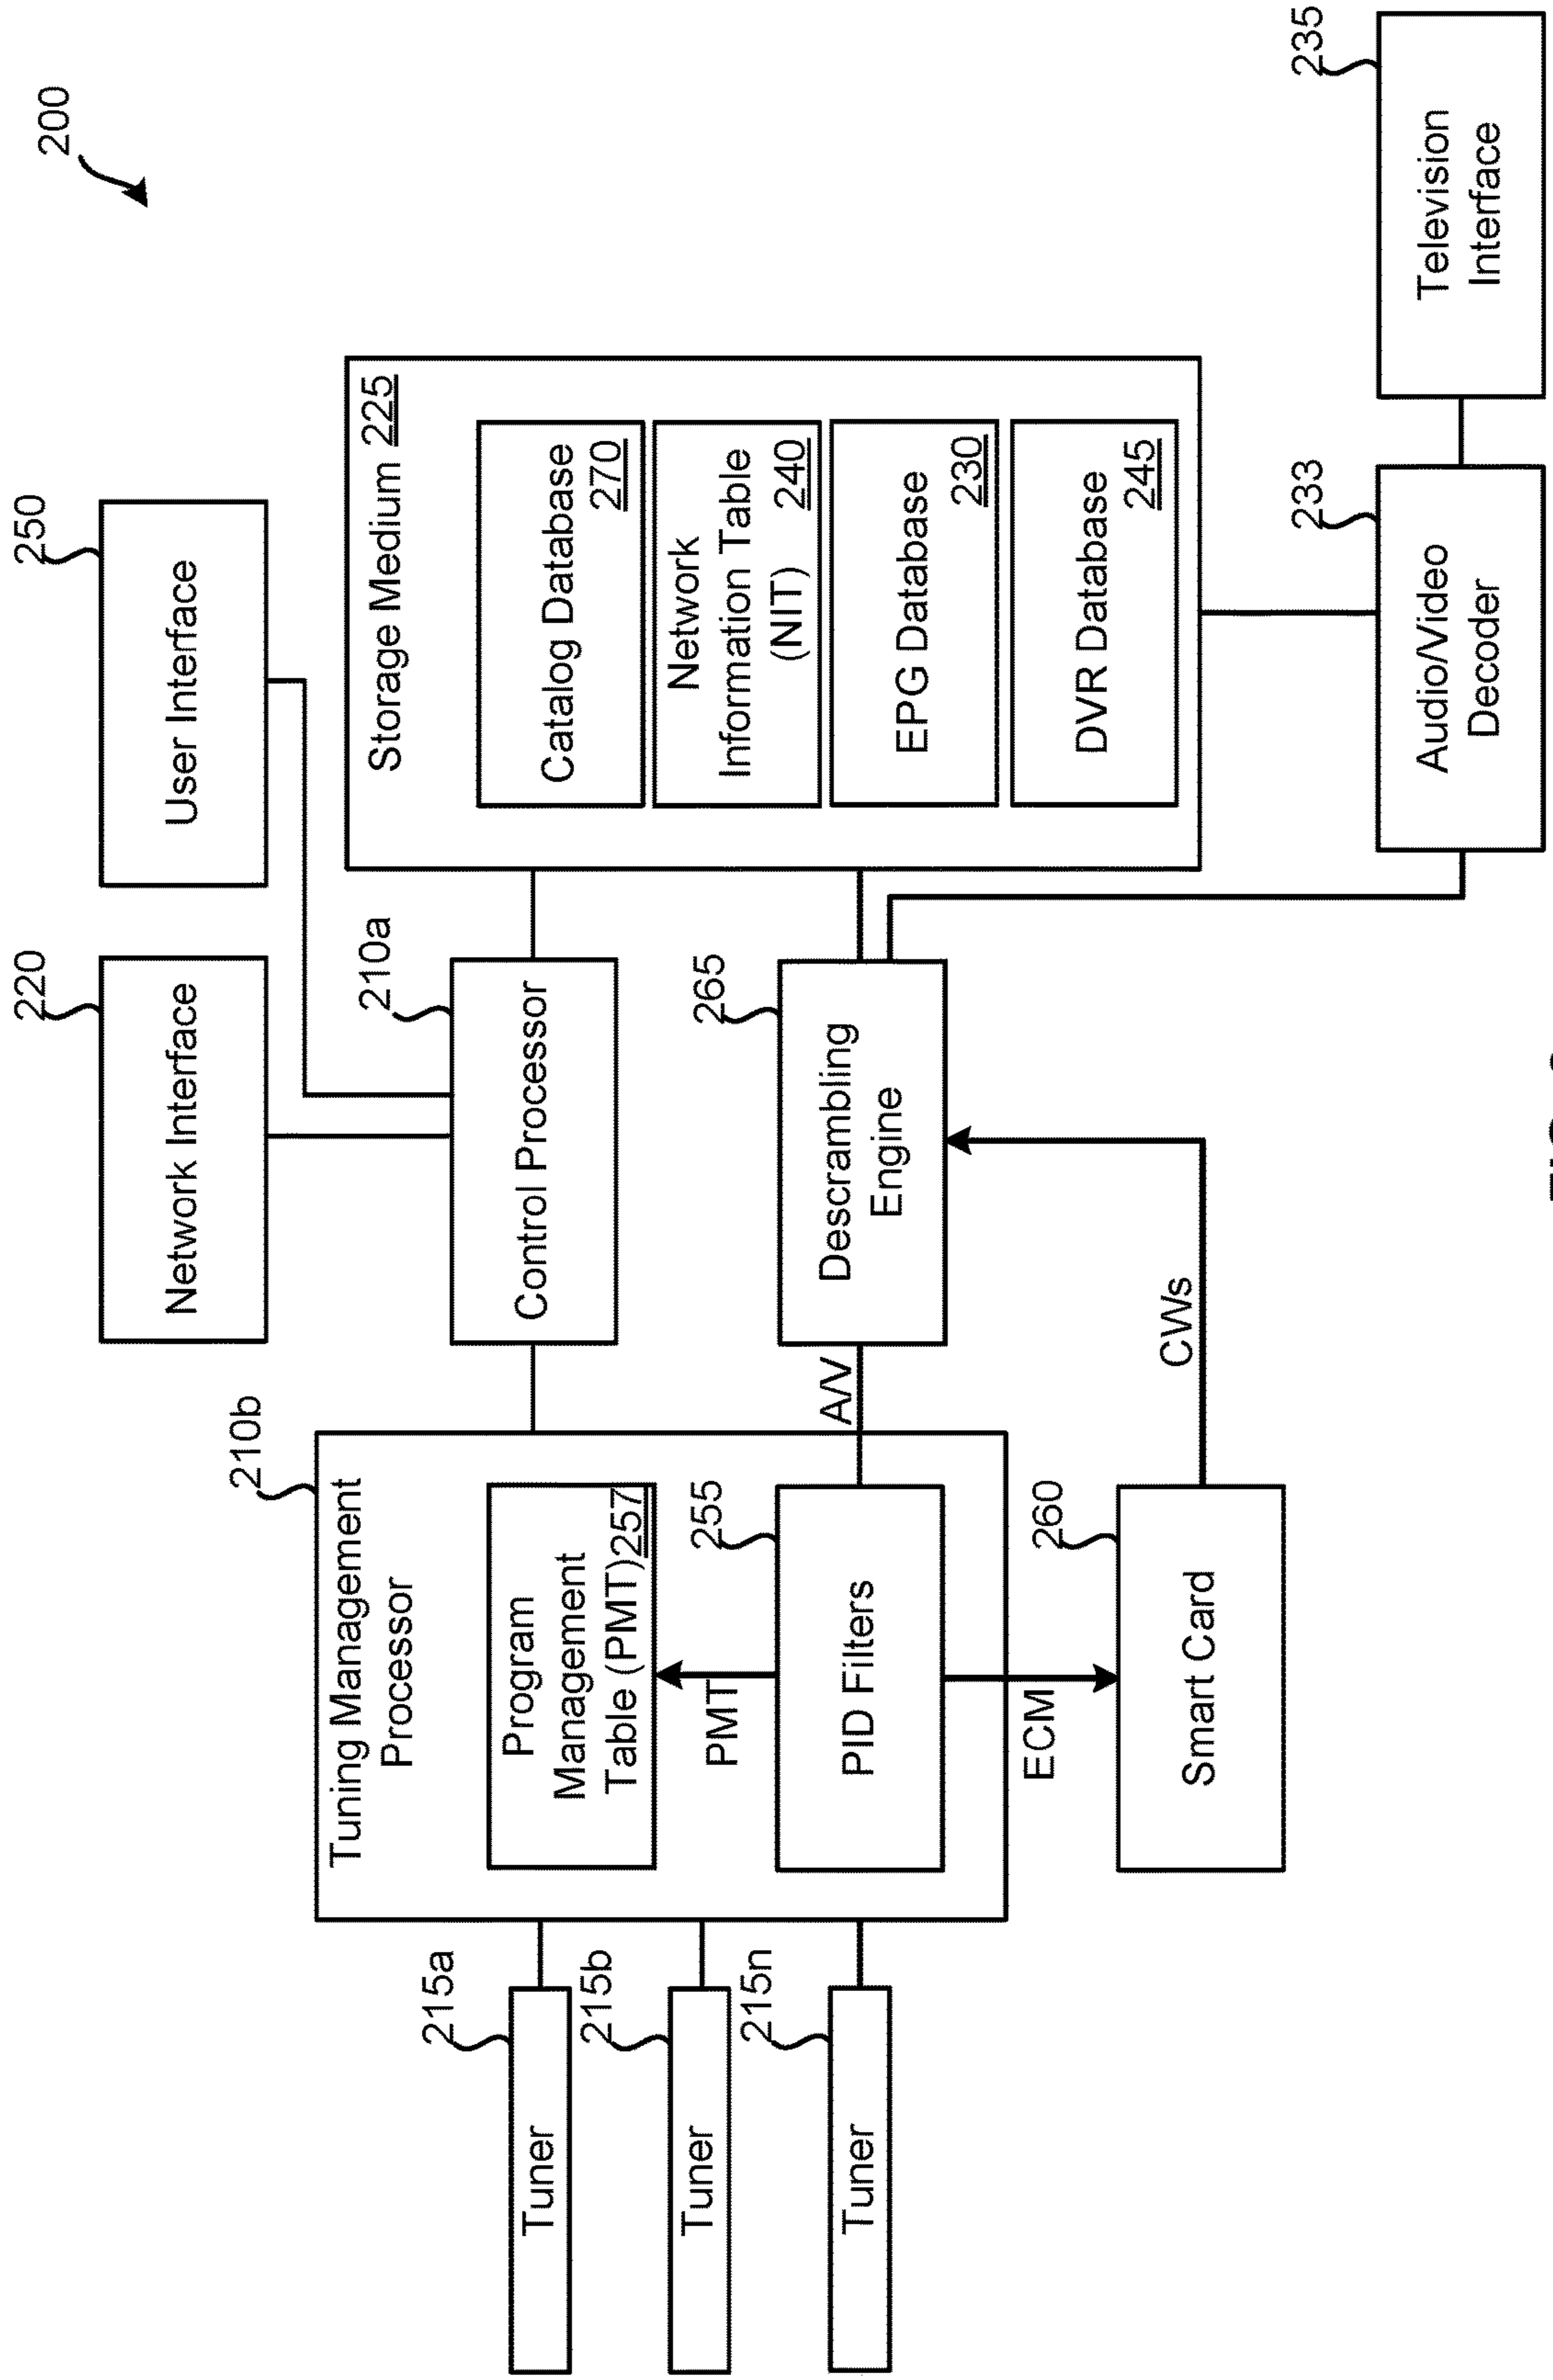 200
250
User Interface
220
Network Interface
Storage Medium 225
Catalog Database
270
Network
Information Table
(NIT) 240
EPG Database
230
DVR Database
245
210a
Control Processor
210b
Tuning Management
Processor
Program
Management
Table (PMT)257
PMT
255
PID Filters
A/V
265
Descrambling
Engine
ECM
260
Smart Card
CWs
215a
Tuner
215b
Tuner
215n
Tuner
233
Audio/Video
Decoder
235
Television
Interface